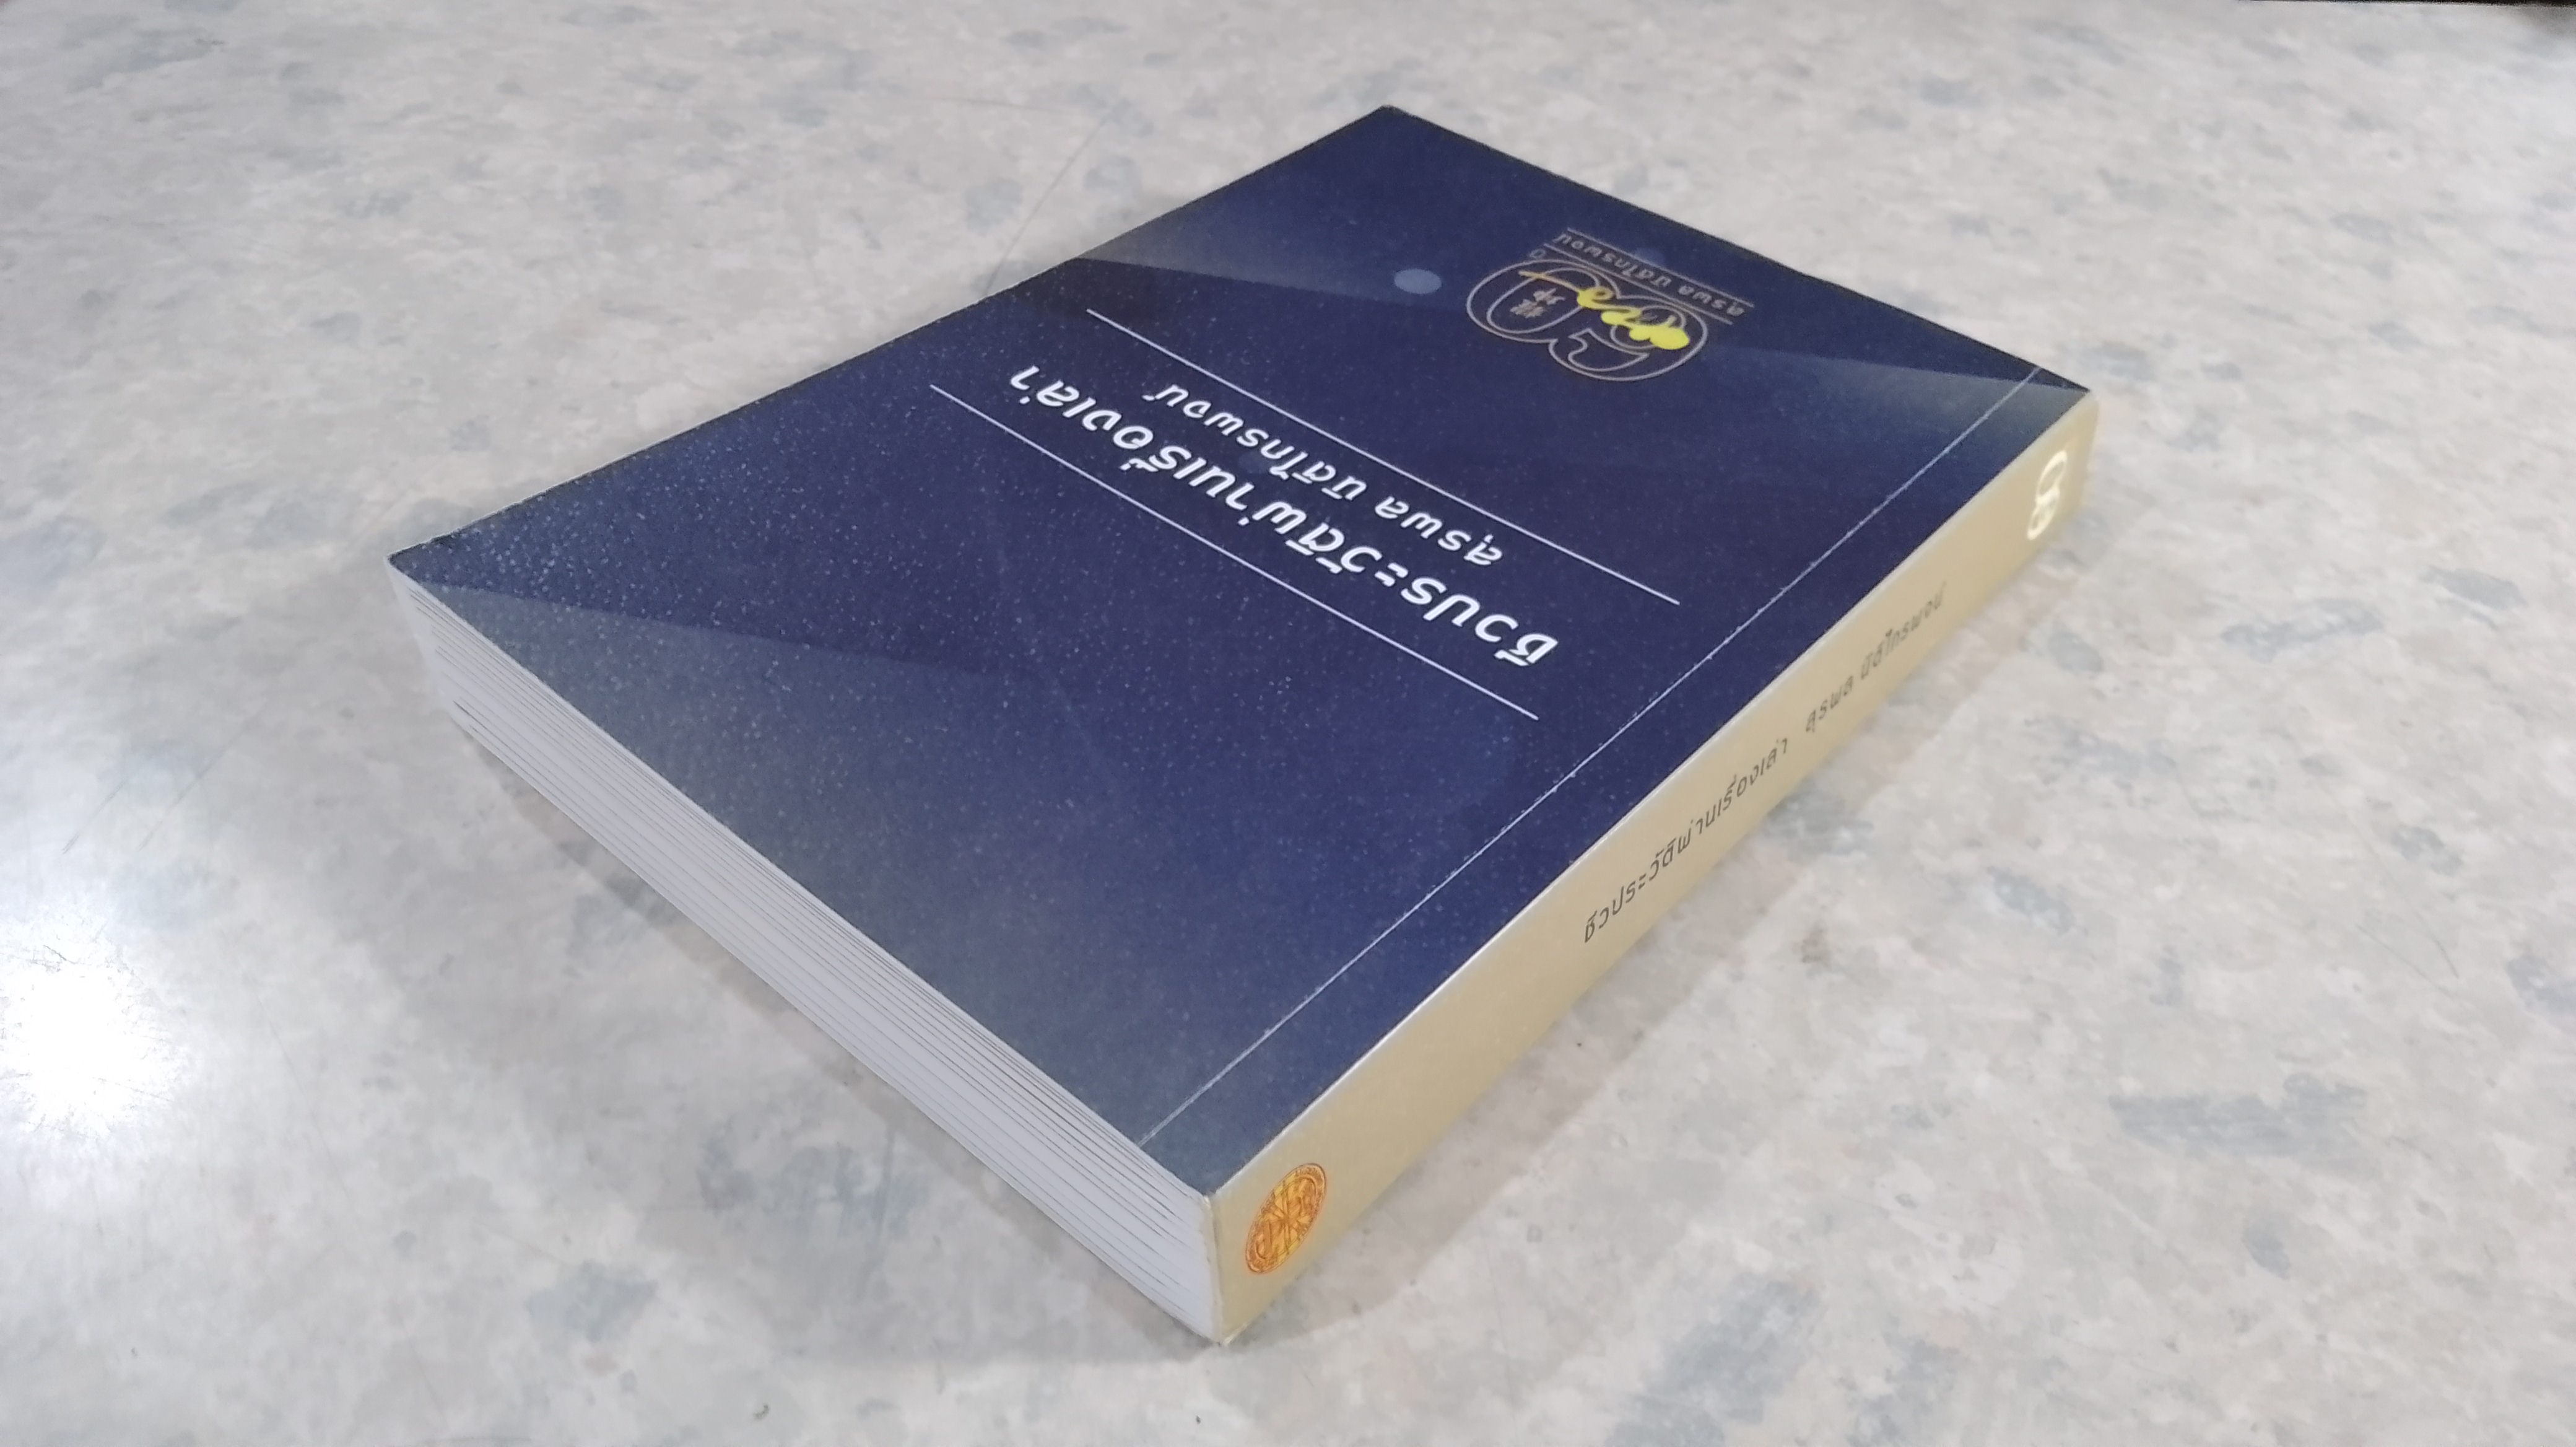 ชีวประวัติผ่านเรื่องเล่า
สุรพล นิติไกรพจน์
สุรพล นิติไกรพจน์
ชีวประวัติผ่านเรื่องเล่า สุรพล นิติไกรพจน์